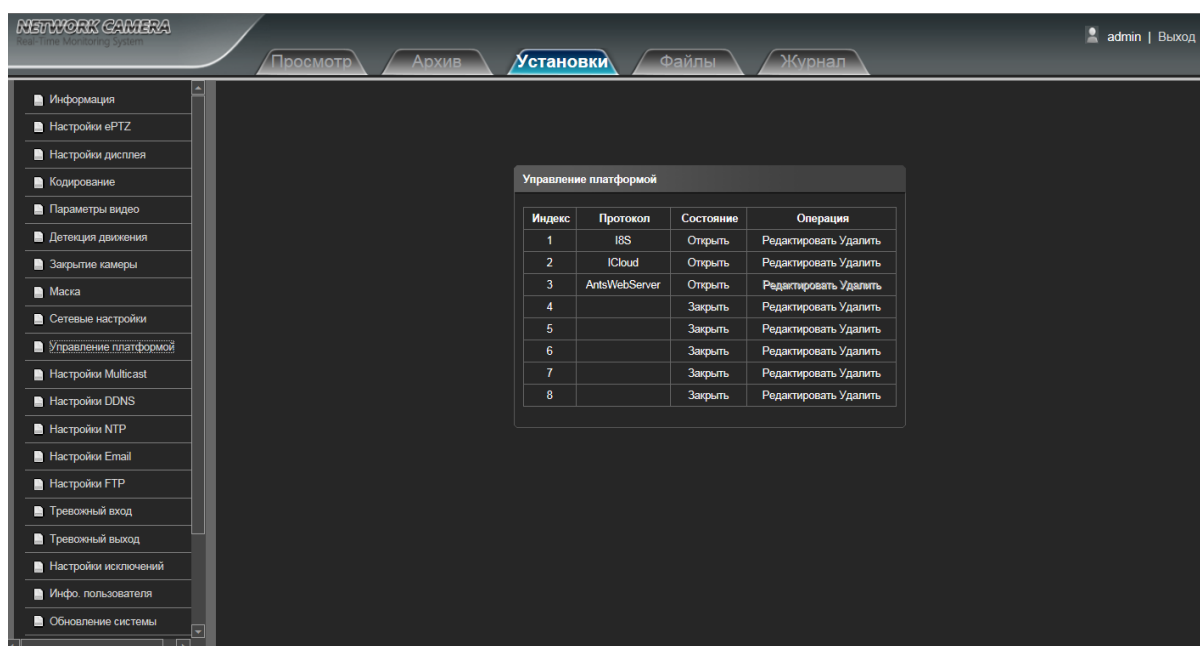 NETWORK CAMERA
Real-Time Monitoring System
admin | Выход
Просмотр Архив Установки Файлы Журнал
Информация
Настройки ePTZ
Настройки дисплея
Кодирование
Параметры видео
Детекция движения
Закрытие камеры
Маска
Сетевые настройки
Управление платформой
Настройки Multicast
Настройки DDNS
Настройки NTP
Настройки Email
Настройки FTP
Тревожный вход
Тревожный выход
Настройки исключений
Инфо. пользователя
Обновление системы
Управление платформой
Индекс Протокол Состояние Операция
1 I8S Открыть Редактировать Удалить
2 ICloud Открыть Редактировать Удалить
3 AntsWebServer Открыть Редактировать Удалить
4 Закрыть Редактировать Удалить
5 Закрыть Редактировать Удалить
6 Закрыть Редактировать Удалить
7 Закрыть Редактировать Удалить
8 Закрыть Редактировать Удалить